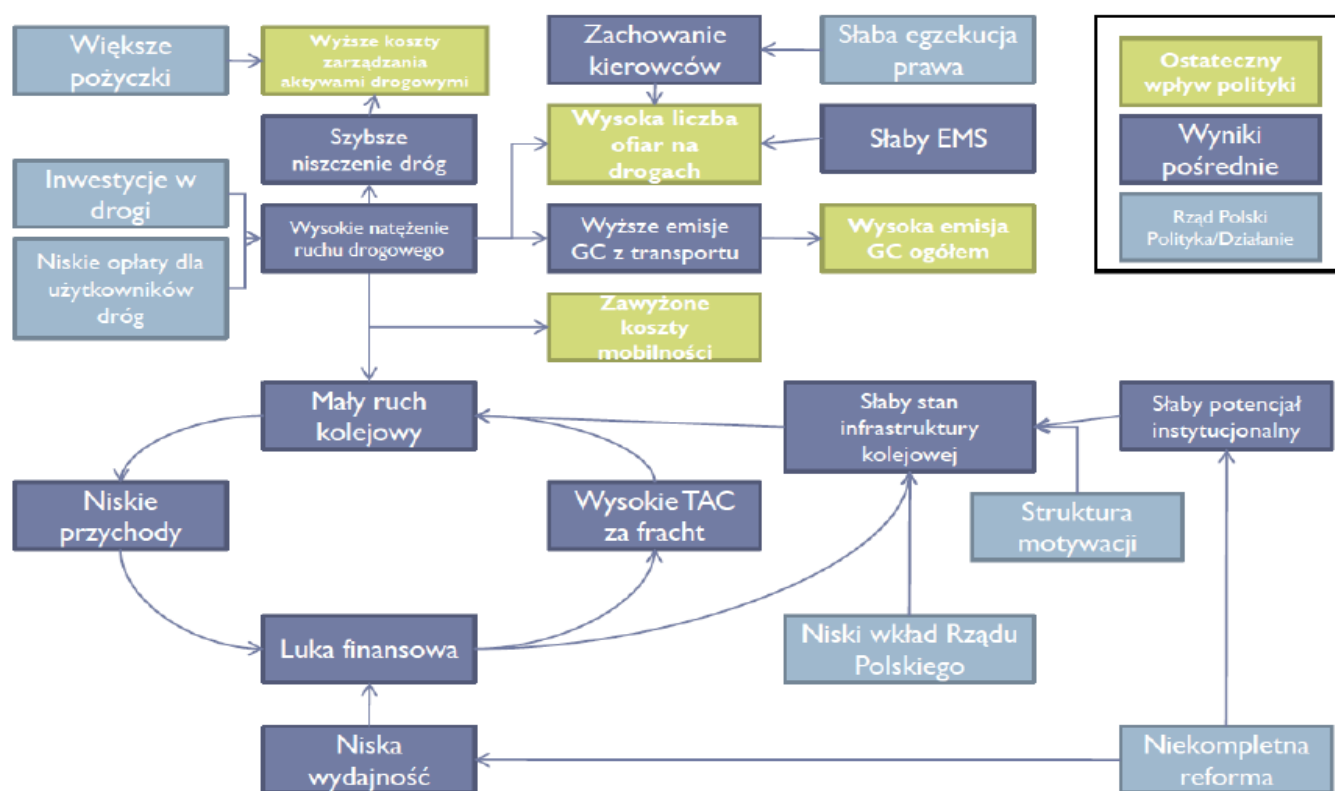 Większe
pożyczki
Wyższe koszty
zarządzania
aktywami drogowymi
Zachowanie
kierowców
Słaba egzekucja
prawa
Ostateczny
wpływ polityki
Szybsze
niszczenie dróg
Wysoka liczba
ofiar na
drogach
Słaby EMS
Wyniki
pośrednie
Inwestycje w
drogi
Wysokie natężenie
ruchu drogowego
Wyższe emisje
GC z transportu
Wysoka emisja
GC ogółem
Rząd Polski
Polityka/Działanie
Niskie opłaty dla
użytkowników
dróg
Zawyżone
koszty
mobilności
Mały ruch
kolejowy
Słaby stan
infrastruktury
kolejowej
Słaby potencjał
instytucjonalny
Niskie
przychody
Wysokie TAC
za fracht
Struktura
motywacji
Luka finansowa
Niski wkład Rządu
Polskiego
Niska
wydajność
Niekompletna
reforma